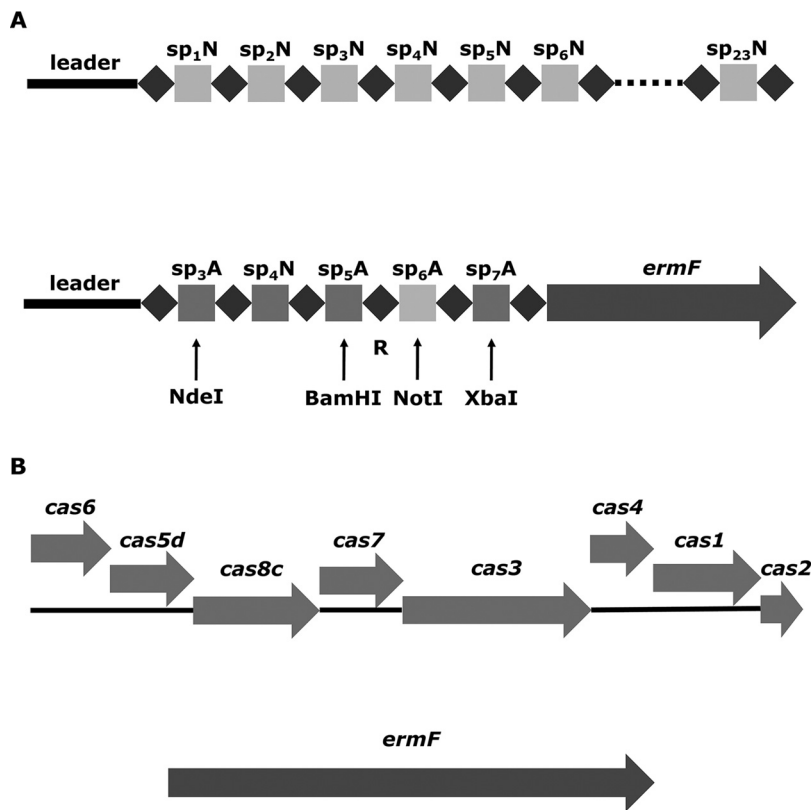 A
sp₁N sp₂N sp₃N sp₄N sp₅N sp₆N sp₂₃N
leader
sp₃A sp₄N sp₅A sp₆A sp₇A ermF
leader
R
NdeI BamHI NotI XbaI
B
cas6 cas4
cas5d cas7 cas1
cas8c cas3 cas2
ermF